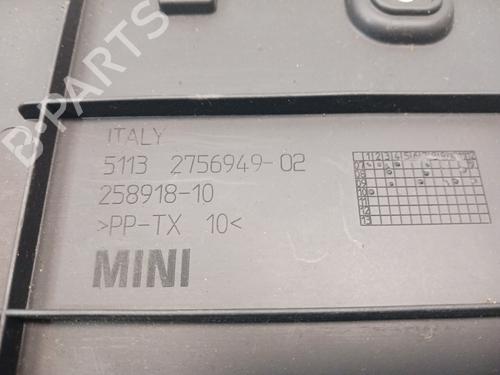 B-PARTS
ITALY
5113 2756949-02
258918-10
>PP-TX 10<
MINI